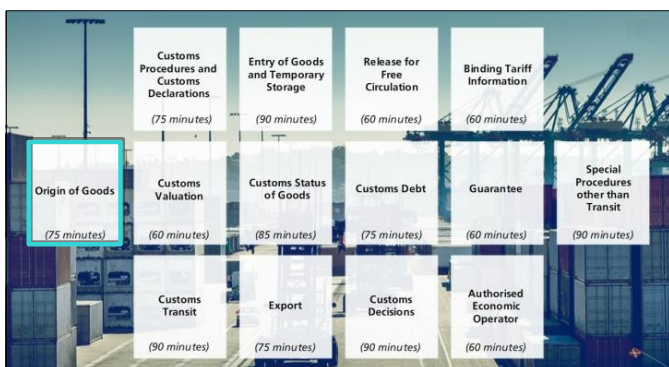 Customs
Procedures and
Customs
Declarations
(75 minutes)
Entry of Goods
and Temporary
Storage
(90 minutes)
Release for
Free
Circulation
(60 minutes)
Binding Tariff
Information
(60 minutes)
Origin of Goods
(75 minutes)
Customs
Valuation
(60 minutes)
Customs Status
of Goods
(85 minutes)
Customs Debt
(75 minutes)
Guarantee
(60 minutes)
Special
Procedures
other than
Transit
(90 minutes)
Customs
Transit
(90 minutes)
Export
(75 minutes)
Customs
Decisions
(90 minutes)
Authorised
Economic
Operator
(60 minutes)